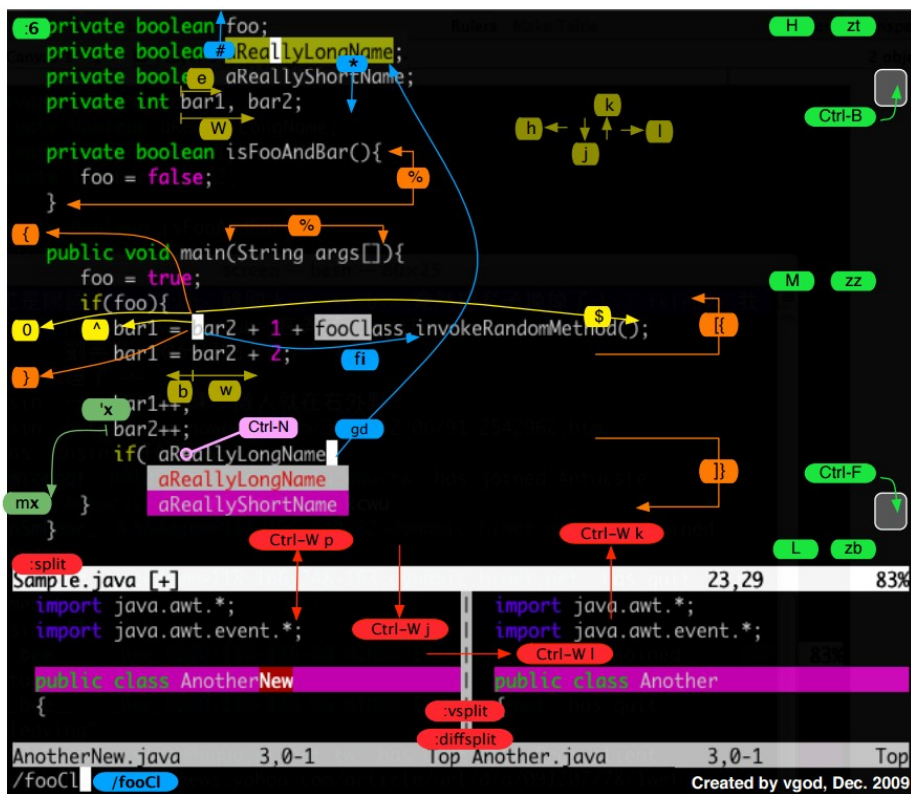 :6 private boolean foo; H zt
private boolean # aReallyLongName;
private boole e aReallyShortName; *
private int bar1, bar2; k Ctrl-B
W h l
private boolean isFooAndBar(){ j
foo = false; %
}
{ %
public void main(String args[]){
foo = true; M zz
if(foo){
0 ^ bar1 = bar2 + 1 + fooClass.invokeRandomMethod(); $ [{
bar1 = bar2 + 2; fi
} b w
'x bar1++;
bar2++; Ctrl-N gd
if( aReallyLongName
aReallyLongName ]} Ctrl-F
mx } aReallyShortName
} Ctrl-W p Ctrl-W k L zb
:split
Sample.java [+] 23,29 83%
import java.awt.*; import java.awt.*;
import java.awt.event.*; Ctrl-W j import java.awt.event.*;
Ctrl-W l
public class AnotherNew public class Another
{ :vsplit {
:diffsplit
AnotherNew.java 3,0-1 Top Another.java 3,0-1 Top
/fooCl /fooCl Created by vgod, Dec. 2009